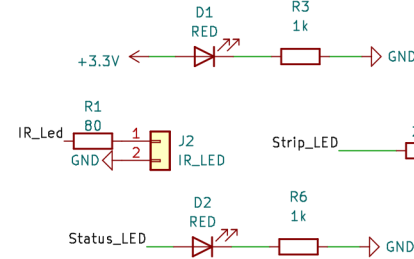 D1
RED
R3
1k
+3.3V
GND
R1
80
IR_Led
1
2
GND
J2
IR_LED
Strip_LED
D2
RED
R6
1k
Status_LED
GND